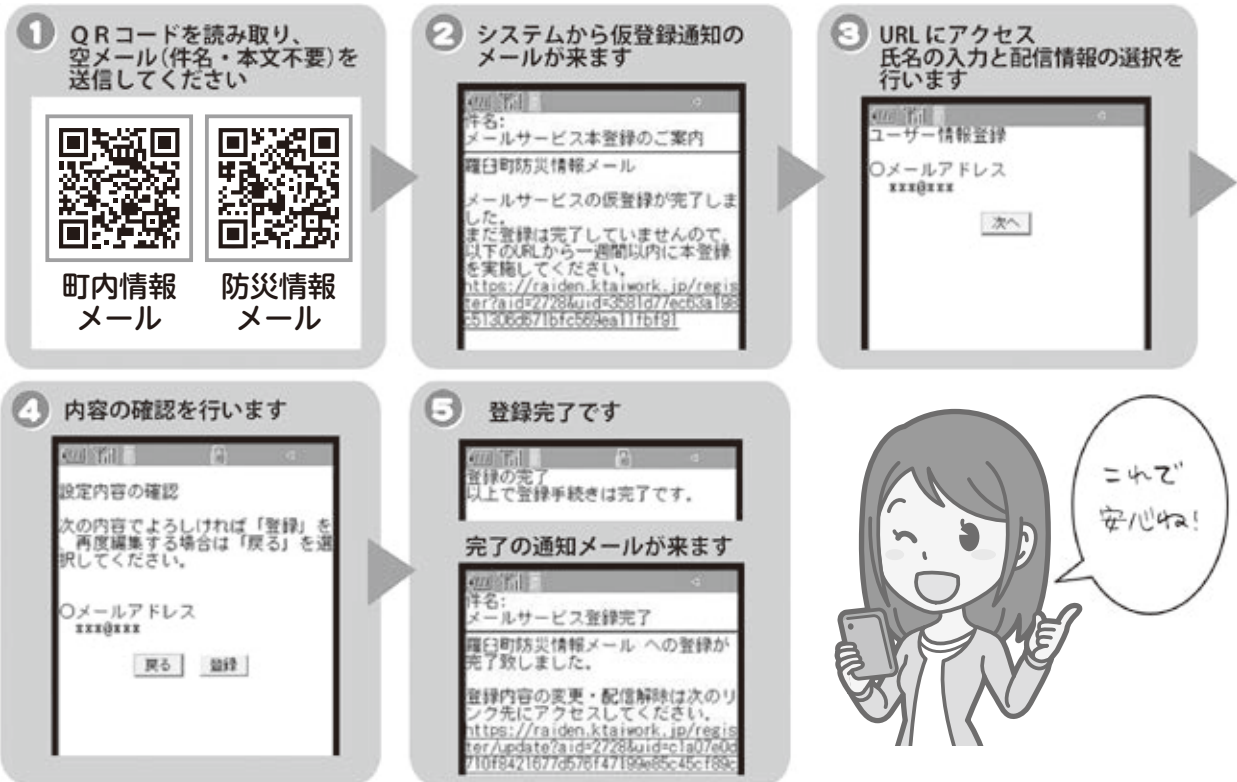 1 QRコードを読み取り、
空メール(件名・本文不要)を
送信してください
町内情報
メール
防災情報
メール
2 システムから仮登録通知の
メールが来ます
件名:
メールサービス本登録のご案内
羅臼町防災情報メール
メールサービスの仮登録が完了しま
した。
まだ登録は完了していませんので、
以下のURLから一週間以内に本登録
を実施してください。
https://raiden.ktaiwork.jp/regis
ter?aid=2728&uid=3581d77ec63a198
c51306d671bfc569ea11fbf91
3 URLにアクセス
氏名の入力と配信情報の選択を
行います
ユーザー情報登録
○メールアドレス
xxx@xxx
次へ
4 内容の確認を行います
設定内容の確認
次の内容でよろしければ「登録」を
再度編集する場合は「戻る」を選
択してください。
○メールアドレス
xxx@xxx
戻る 登録
5 登録完了です
登録の完了
以上で登録手続きは完了です。
完了の通知メールが来ます
件名:
メールサービス登録完了
羅臼町防災情報メール への登録が
完了致しました。
登録内容の変更・配信解除は次のリ
ンク先にアクセスしてください。
https://raiden.ktaiwork.jp/regis
ter/update?aid=2728&uid=c1a07e0d
710f8421677d576f47199e85c45cf89c
これで
安心ね!